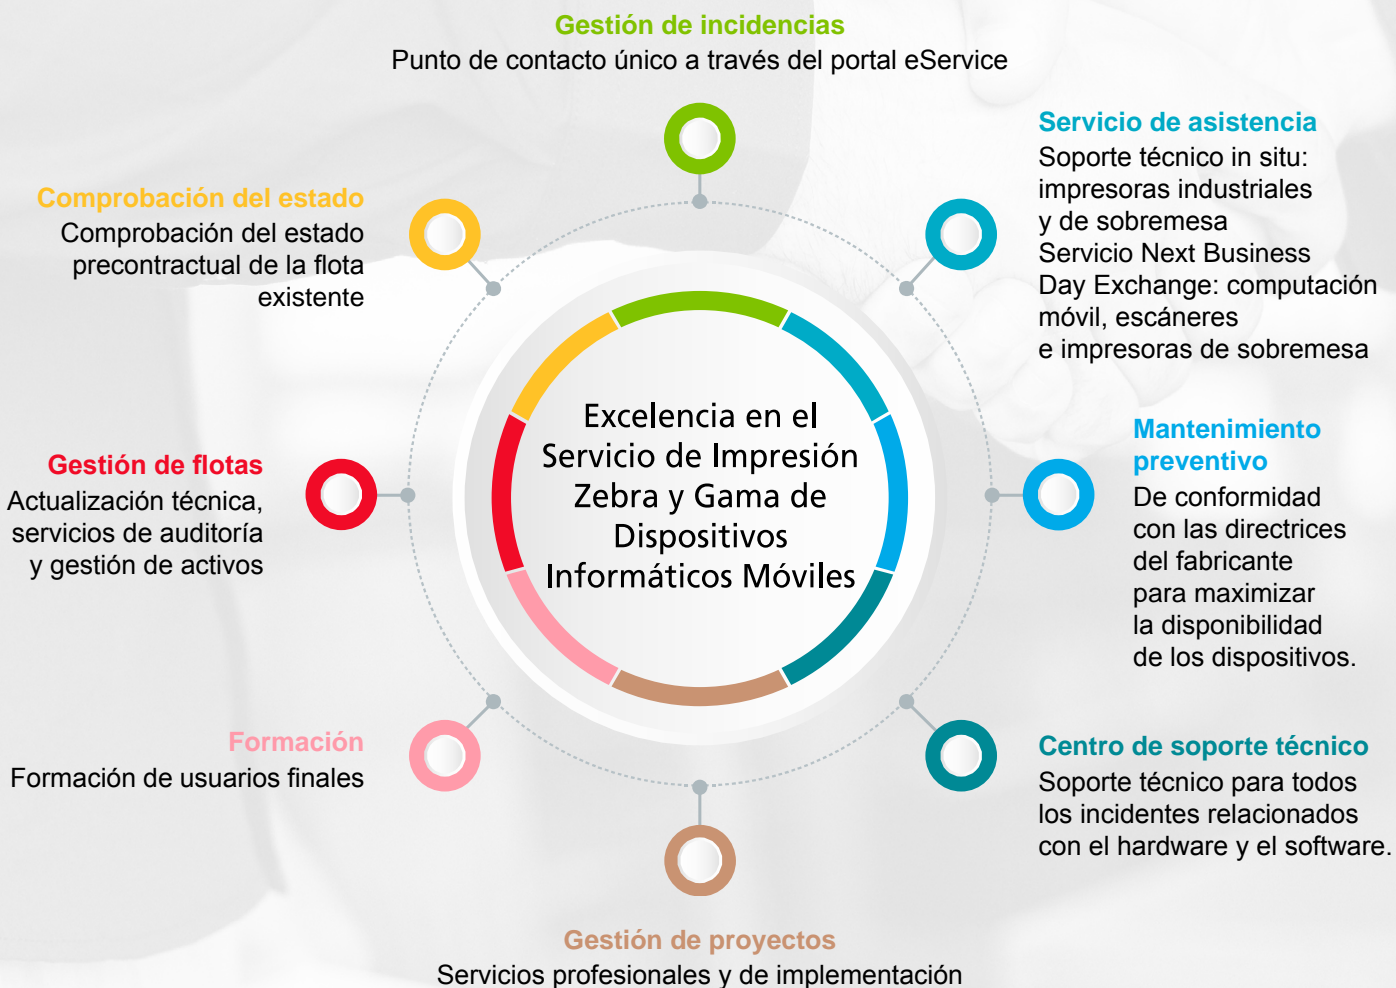 Gestión de incidencias
Punto de contacto único a través del portal eService
Servicio de asistencia
Soporte técnico in situ:
impresoras industriales
y de sobremesa
Servicio Next Business
Day Exchange: computación
móvil, escáneres
e impresoras de sobremesa
Comprobación del estado
Comprobación del estado
precontractual de la flota
existente
Excelencia en el
Servicio de Impresión
Zebra y Gama de
Dispositivos
Informáticos Móviles
Mantenimiento
preventivo
De conformidad
con las directrices
del fabricante
para maximizar
la disponibilidad
de los dispositivos.
Gestión de flotas
Actualización técnica,
servicios de auditoría
y gestión de activos
Formación
Formación de usuarios finales
Centro de soporte técnico
Soporte técnico para todos
los incidentes relacionados
con el hardware y el software.
Gestión de proyectos
Servicios profesionales y de implementación